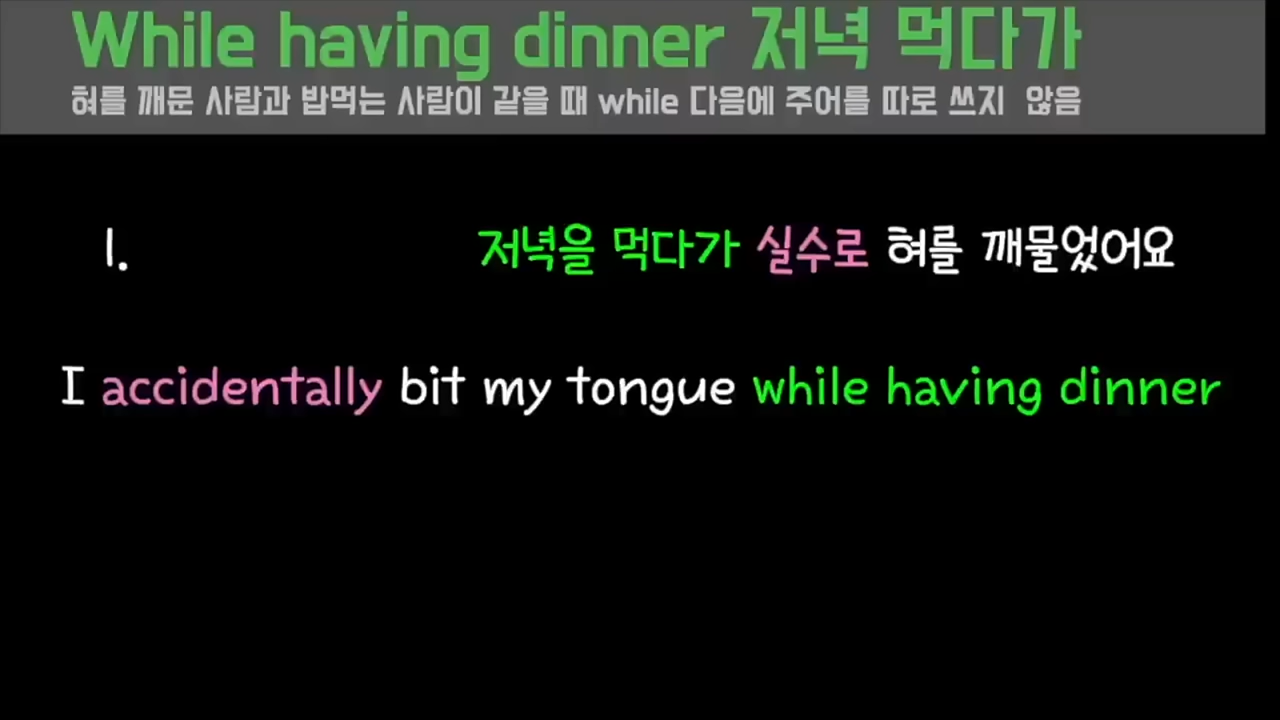 While having dinner 저녁 먹다가
혀를 깨문 사람과 밥먹는 사람이 같을 때 while 다음에 주어를 따로 쓰지 않음
1. 저녁을 먹다가 실수로 혀를 깨물었어요
I accidentally bit my tongue while having dinner